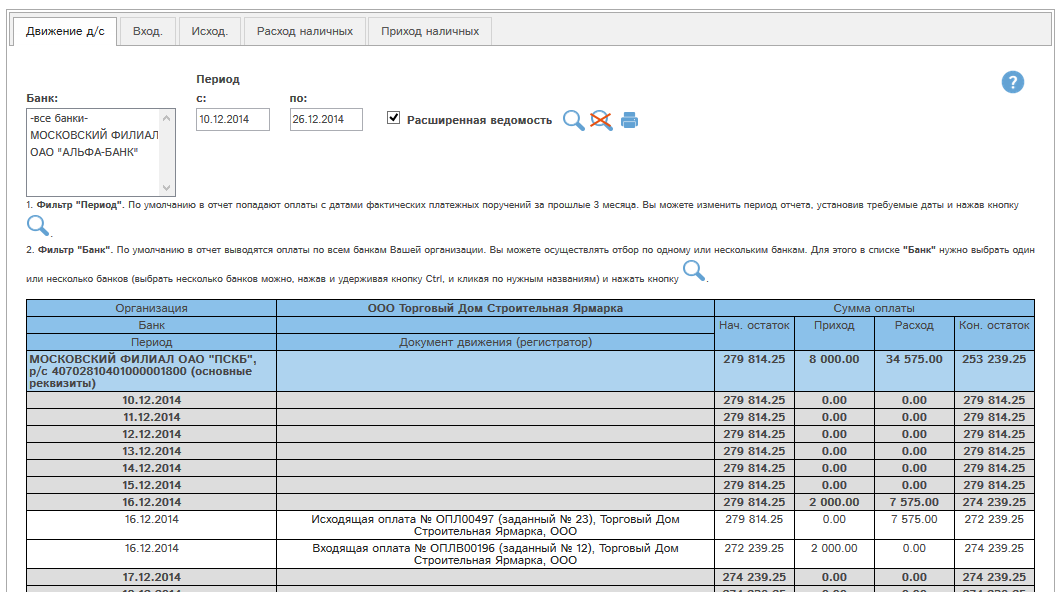 Движение д/с Вход. Исход. Расход наличных Приход наличных
Период
Банк: с: по:
-все банки- 10.12.2014 26.12.2014 Расширенная ведомость ?
МОСКОВСКИЙ ФИЛИАЛ
ОАО "АЛЬФА-БАНК"
1. Фильтр "Период". По умолчанию в отчет попадают оплаты с датами фактических платежных поручений за прошлые 3 месяца. Вы можете изменить период отчета, установив требуемые даты и нажав кнопку
.
2. Фильтр "Банк". По умолчанию в отчет выводятся оплаты по всем банкам Вашей организации. Вы можете осуществлять отбор по одному или нескольким банкам. Для этого в списке "Банк" нужно выбрать один
или несколько банков (выбрать несколько банков можно, нажав и удерживая кнопку Ctrl, и кликая по нужным названиям) и нажать кнопку .
Организация ООО Торговый Дом Строительная Ярмарка Сумма оплаты
Банк Нач. остаток Приход Расход Кон. остаток
Период Документ движения (регистратор)
МОСКОВСКИЙ ФИЛИАЛ ОАО "ПСКБ", 279 814.25 8 000.00 34 575.00 253 239.25
р/с 40702810401000001800 (основные
реквизиты)
10.12.2014 279 814.25 0.00 0.00 279 814.25
11.12.2014 279 814.25 0.00 0.00 279 814.25
12.12.2014 279 814.25 0.00 0.00 279 814.25
13.12.2014 279 814.25 0.00 0.00 279 814.25
14.12.2014 279 814.25 0.00 0.00 279 814.25
15.12.2014 279 814.25 0.00 0.00 279 814.25
16.12.2014 279 814.25 2 000.00 7 575.00 274 239.25
16.12.2014 Исходящая оплата № ОПЛ00497 (заданный № 23), Торговый Дом 279 814.25 0.00 7 575.00 272 239.25
Строительная Ярмарка, ООО
16.12.2014 Входящая оплата № ОПЛВ00196 (заданный № 12), Торговый Дом 272 239.25 2 000.00 0.00 274 239.25
Строительная Ярмарка, ООО
17.12.2014 274 239.25 0.00 0.00 274 239.25